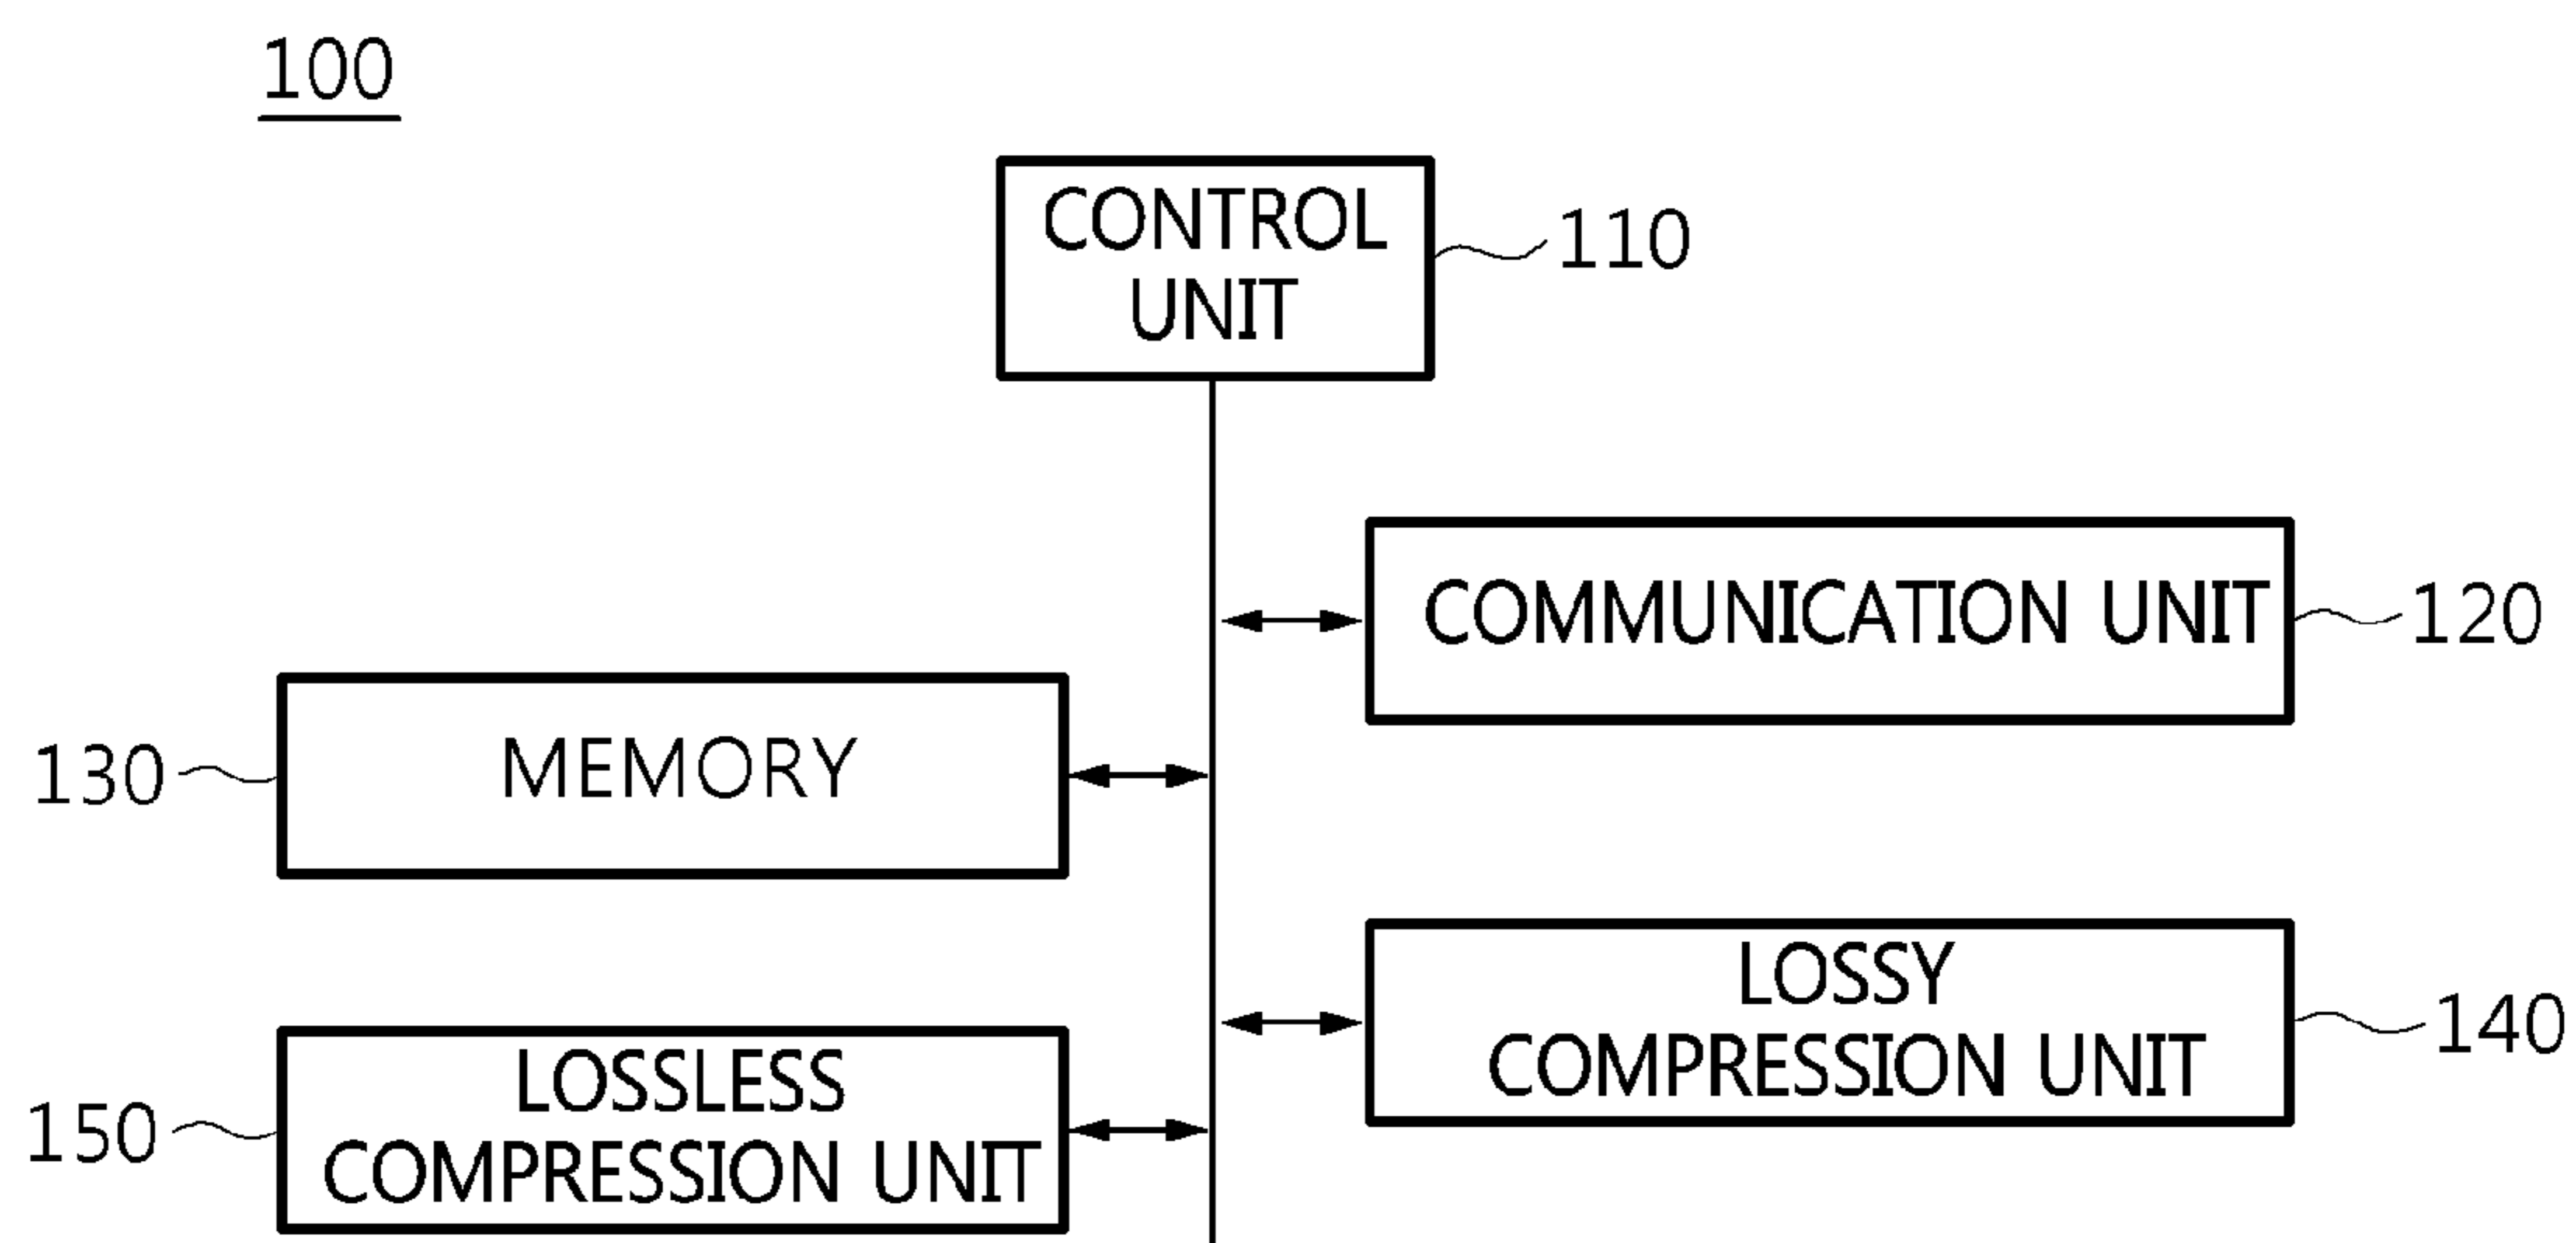 100
CONTROL
UNIT
110
COMMUNICATION UNIT
120
130
MEMORY
LOSSY
COMPRESSION UNIT
140
150
LOSSLESS
COMPRESSION UNIT